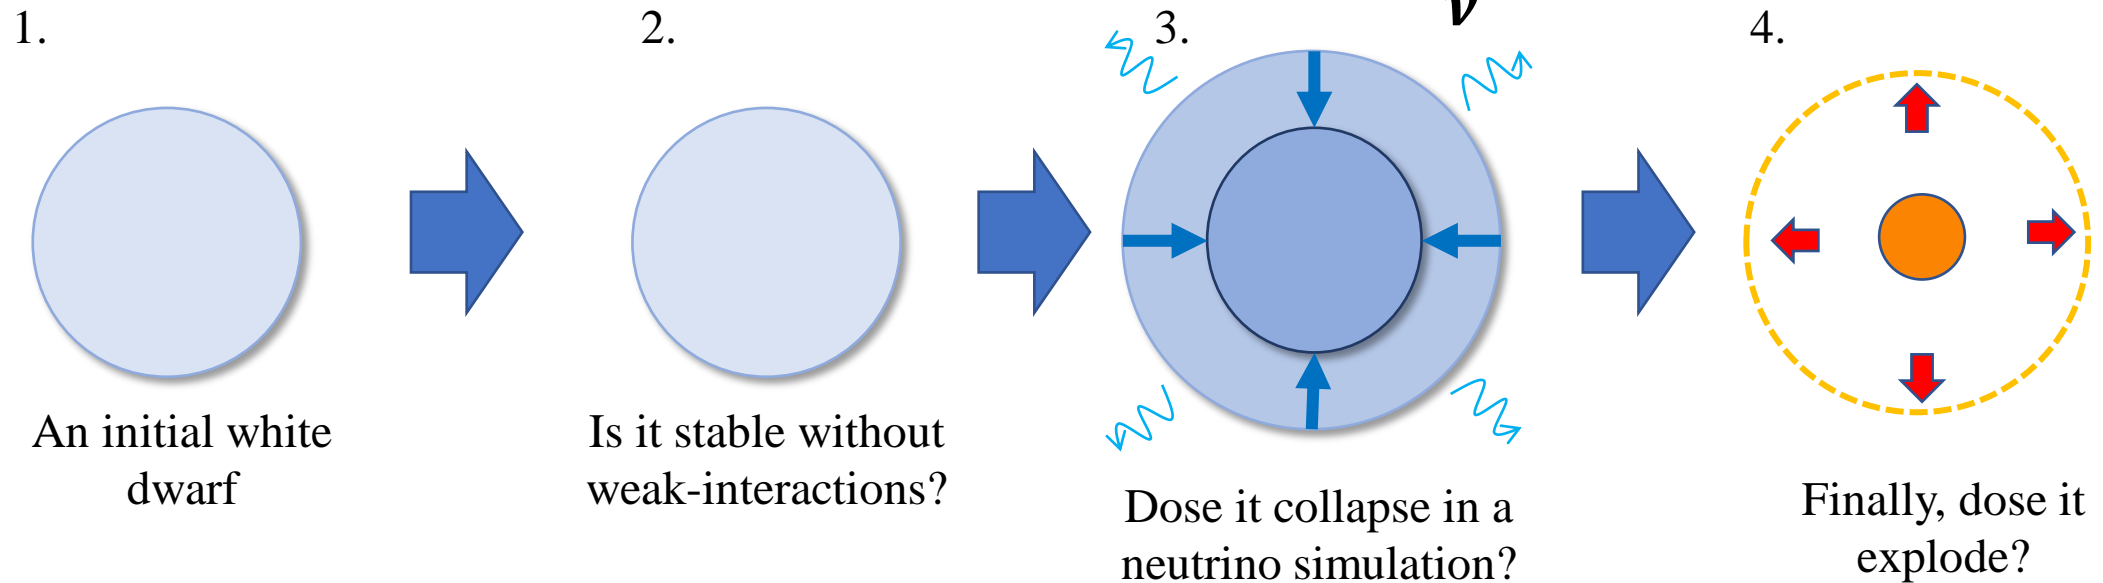 1.
An initial white
dwarf
2.
Is it stable without
weak-interactions?
3.
ν
Dose it collapse in a
neutrino simulation?
4.
Finally, dose it
explode?